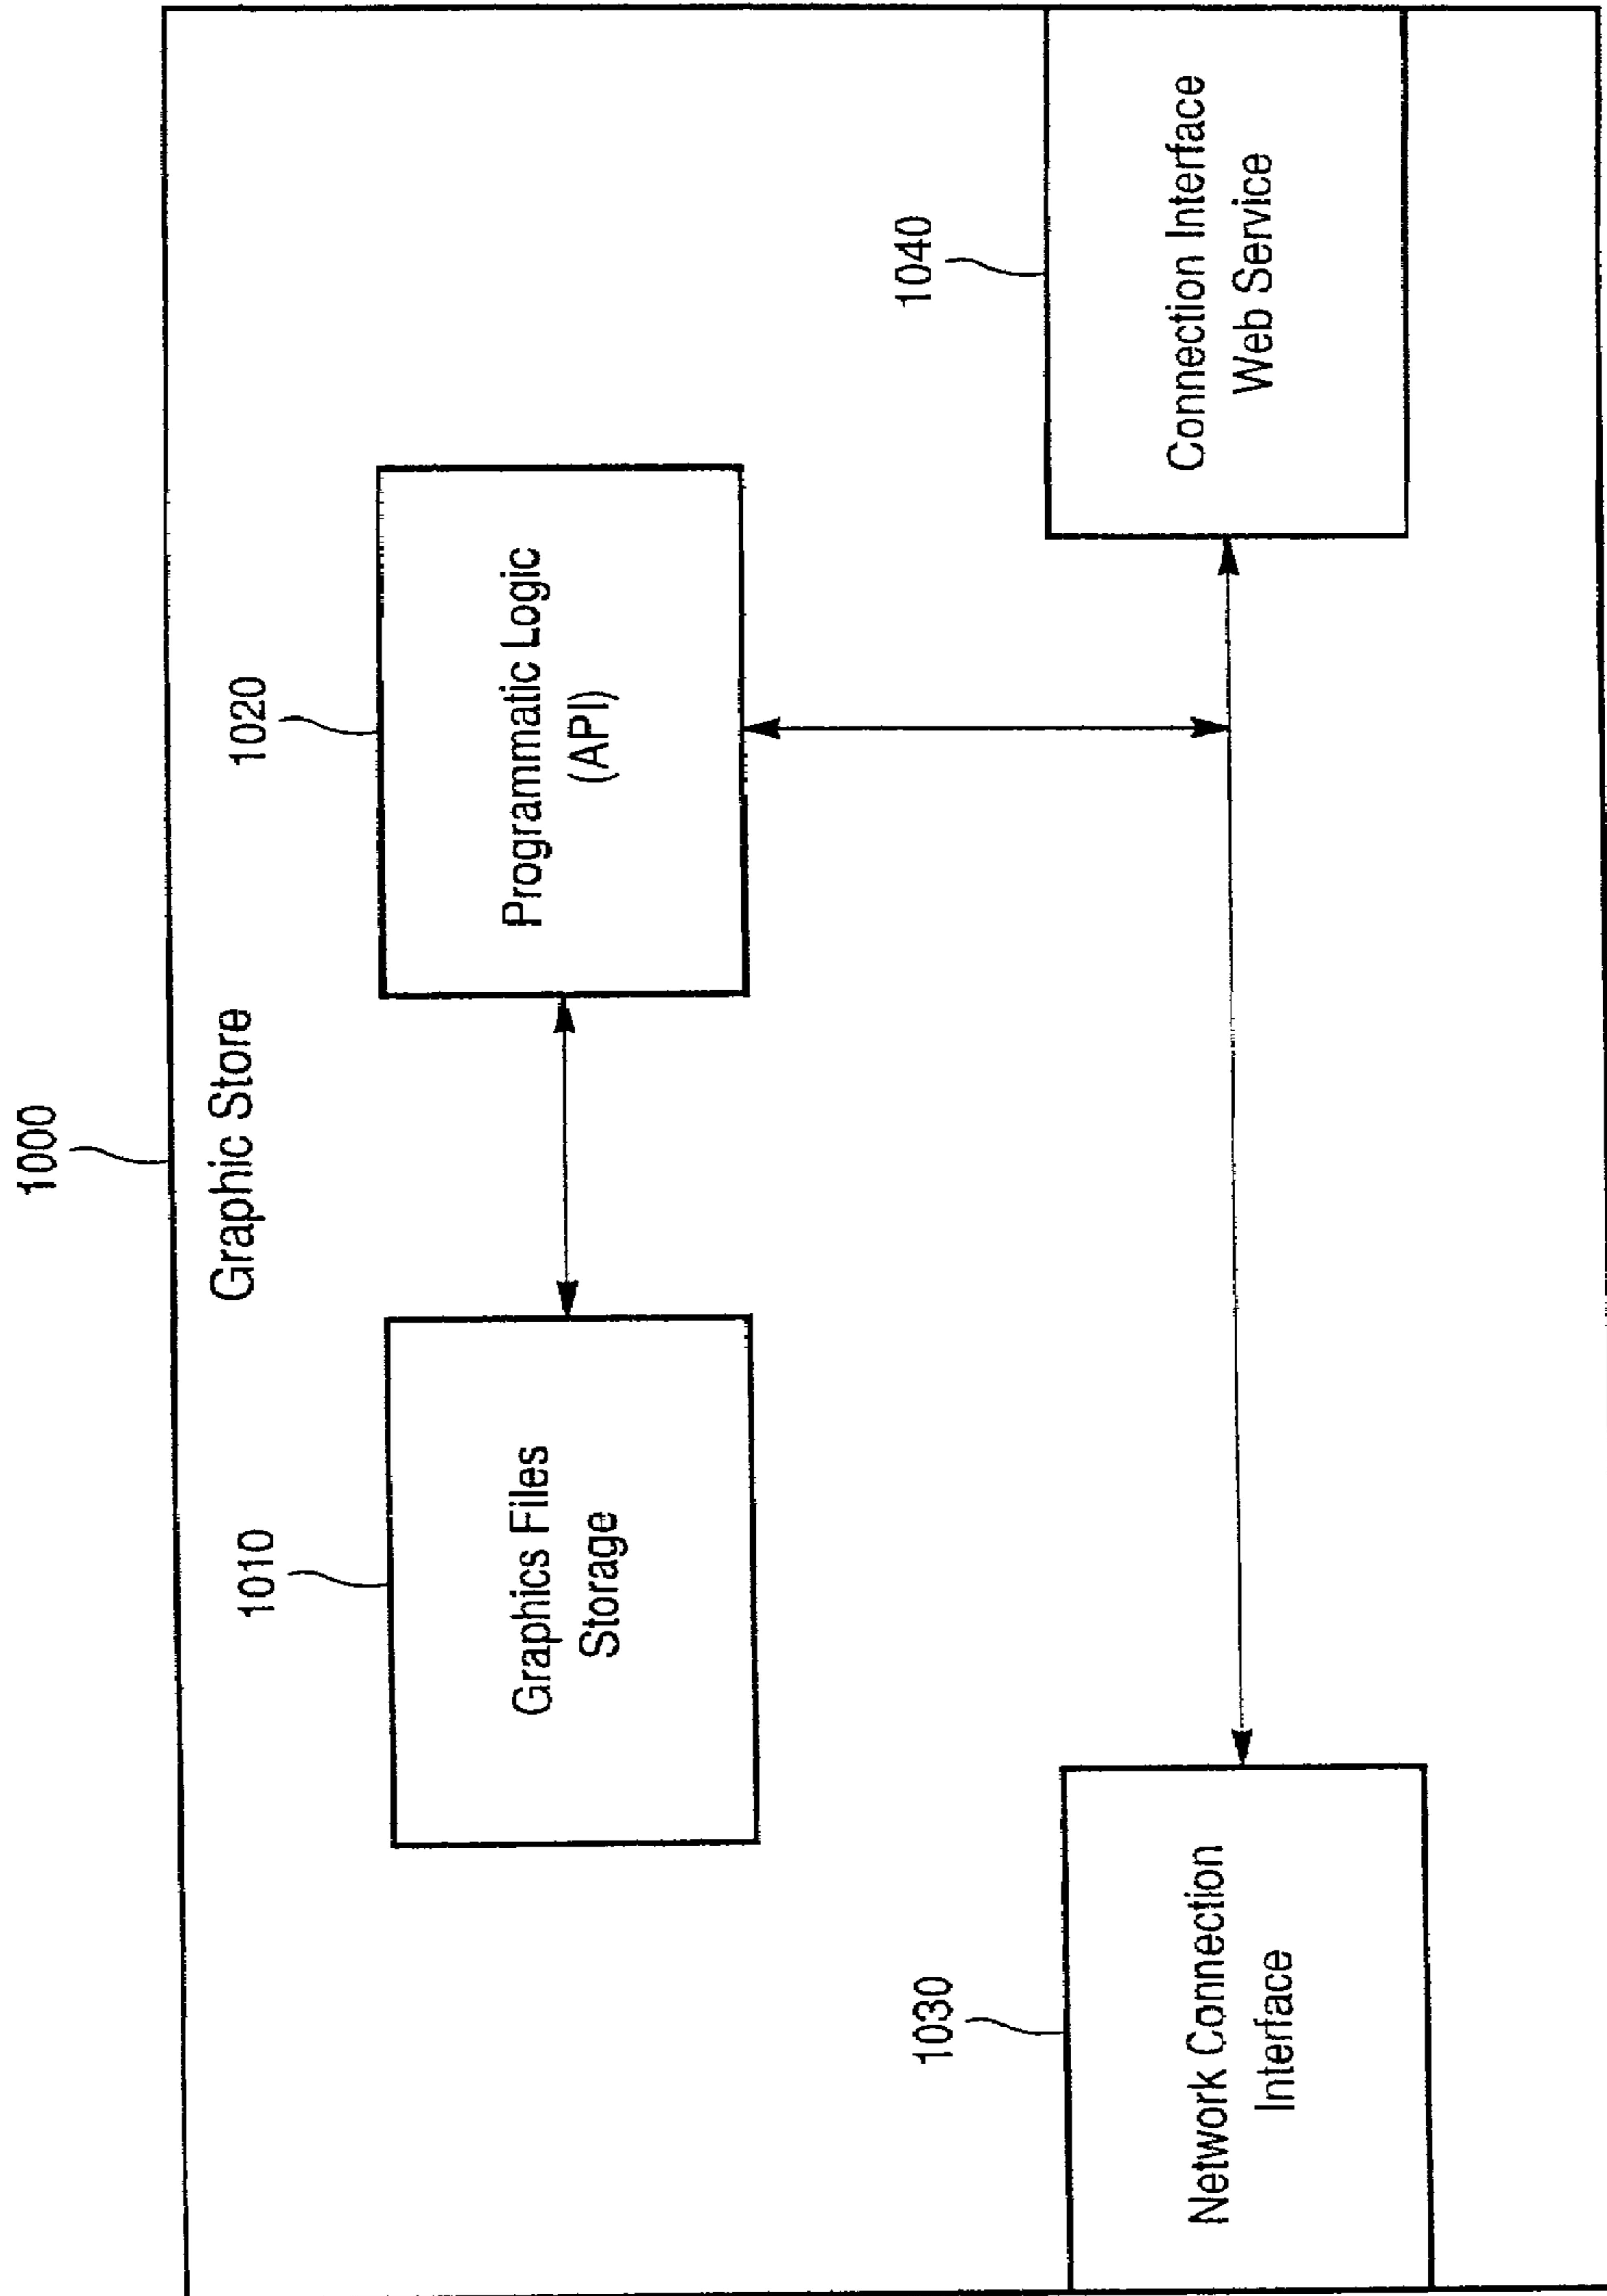 1000
Graphic Store
1010
Graphics Files
Storage
1020
Programmatic Logic
(API)
1030
Network Connection
Interface
1040
Connection Interface
Web Service